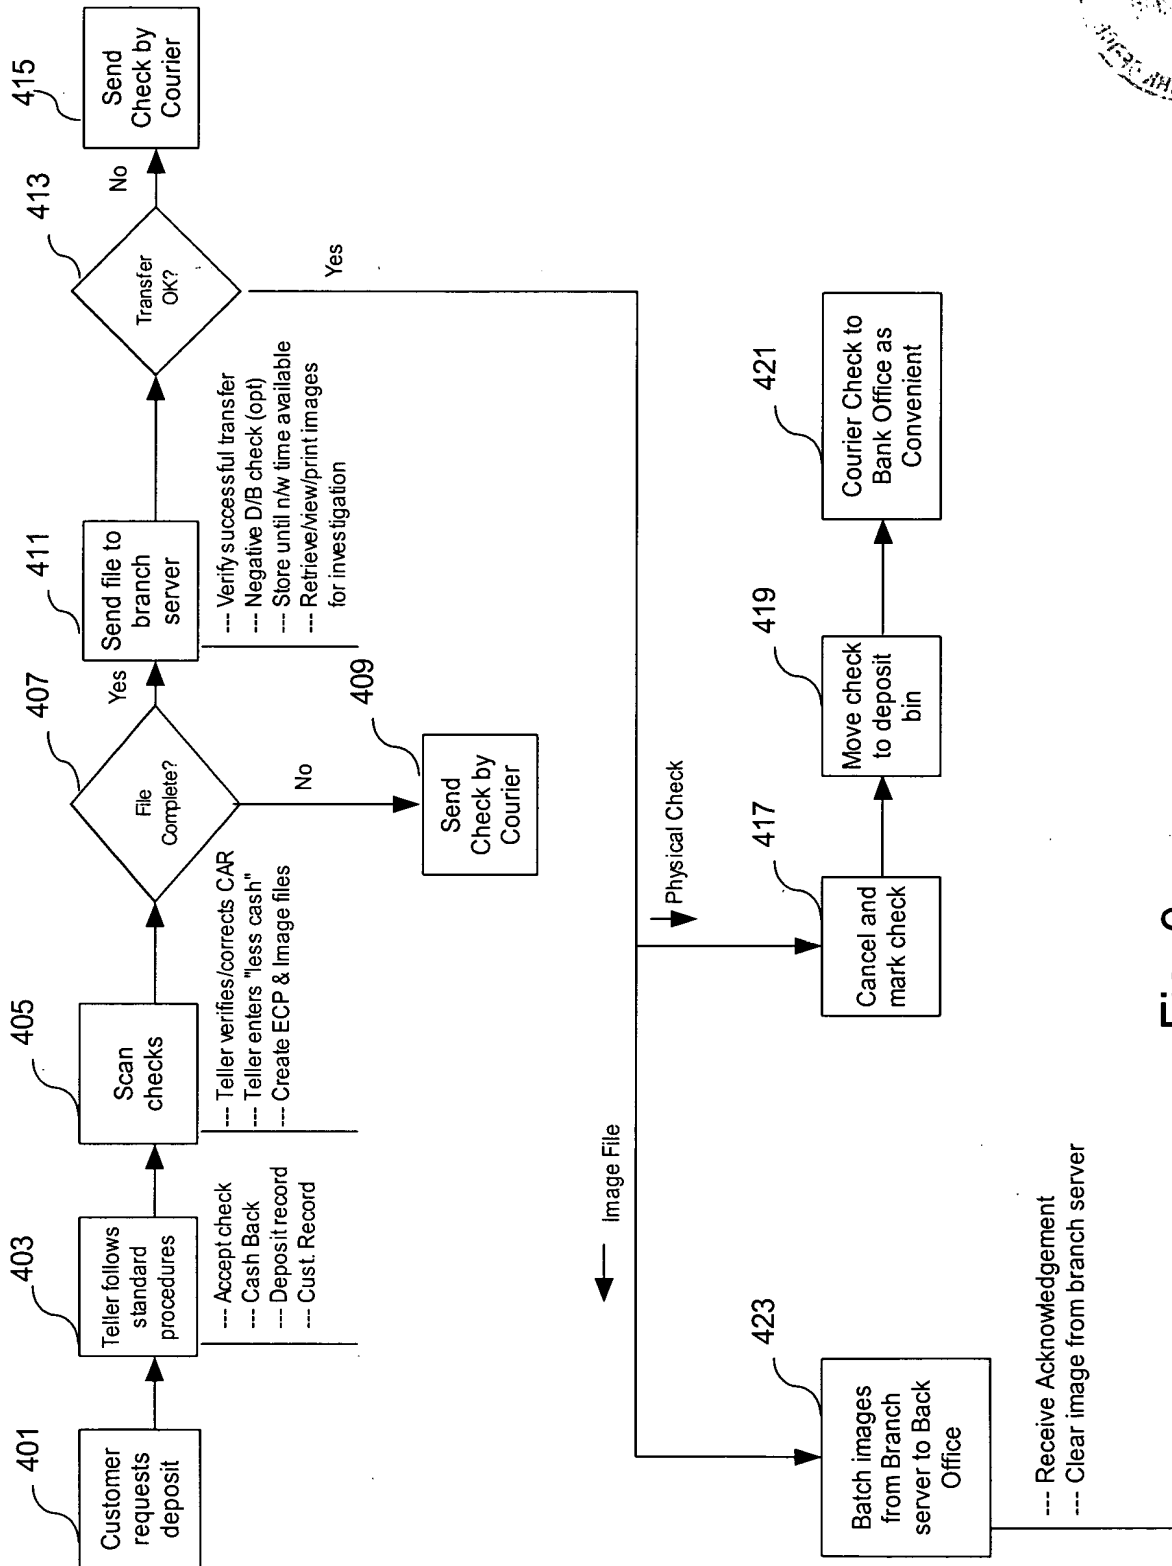 401
Customer
requests
deposit
403
Teller follows
standard
procedures
--- Accept check
--- Cash Back
--- Deposit record
--- Cust. Record
405
Scan
checks
--- Teller verifies/corrects CAR
--- Teller enters "less cash"
--- Create ECP & Image files
407
File
Complete?
Yes
No
409
Send
Check by
Courier
411
Send file to
branch
server
--- Verify successful transfer
--- Negative D/B check (opt)
--- Store until n/w time available
--- Retrieve/view/print images
for investigation
413
Transfer
OK?
No
Yes
415
Send
Check by
Courier
Image File
Physical Check
417
Cancel and
mark check
419
Move check
to deposit
bin
421
Courier Check to
Bank Office as
Convenient
423
Batch images
from Branch
server to Back
Office
--- Receive Acknowledgement
--- Clear image from branch server